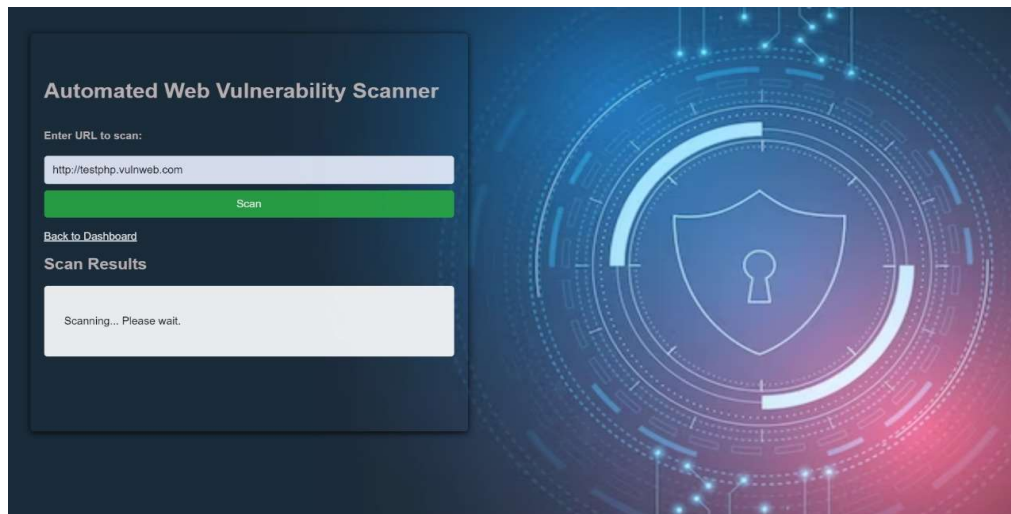 Automated Web Vulnerability Scanner
Enter URL to scan:
http://testphp.vulnweb.com
Scan
Back to Dashboard
Scan Results
Scanning... Please wait.